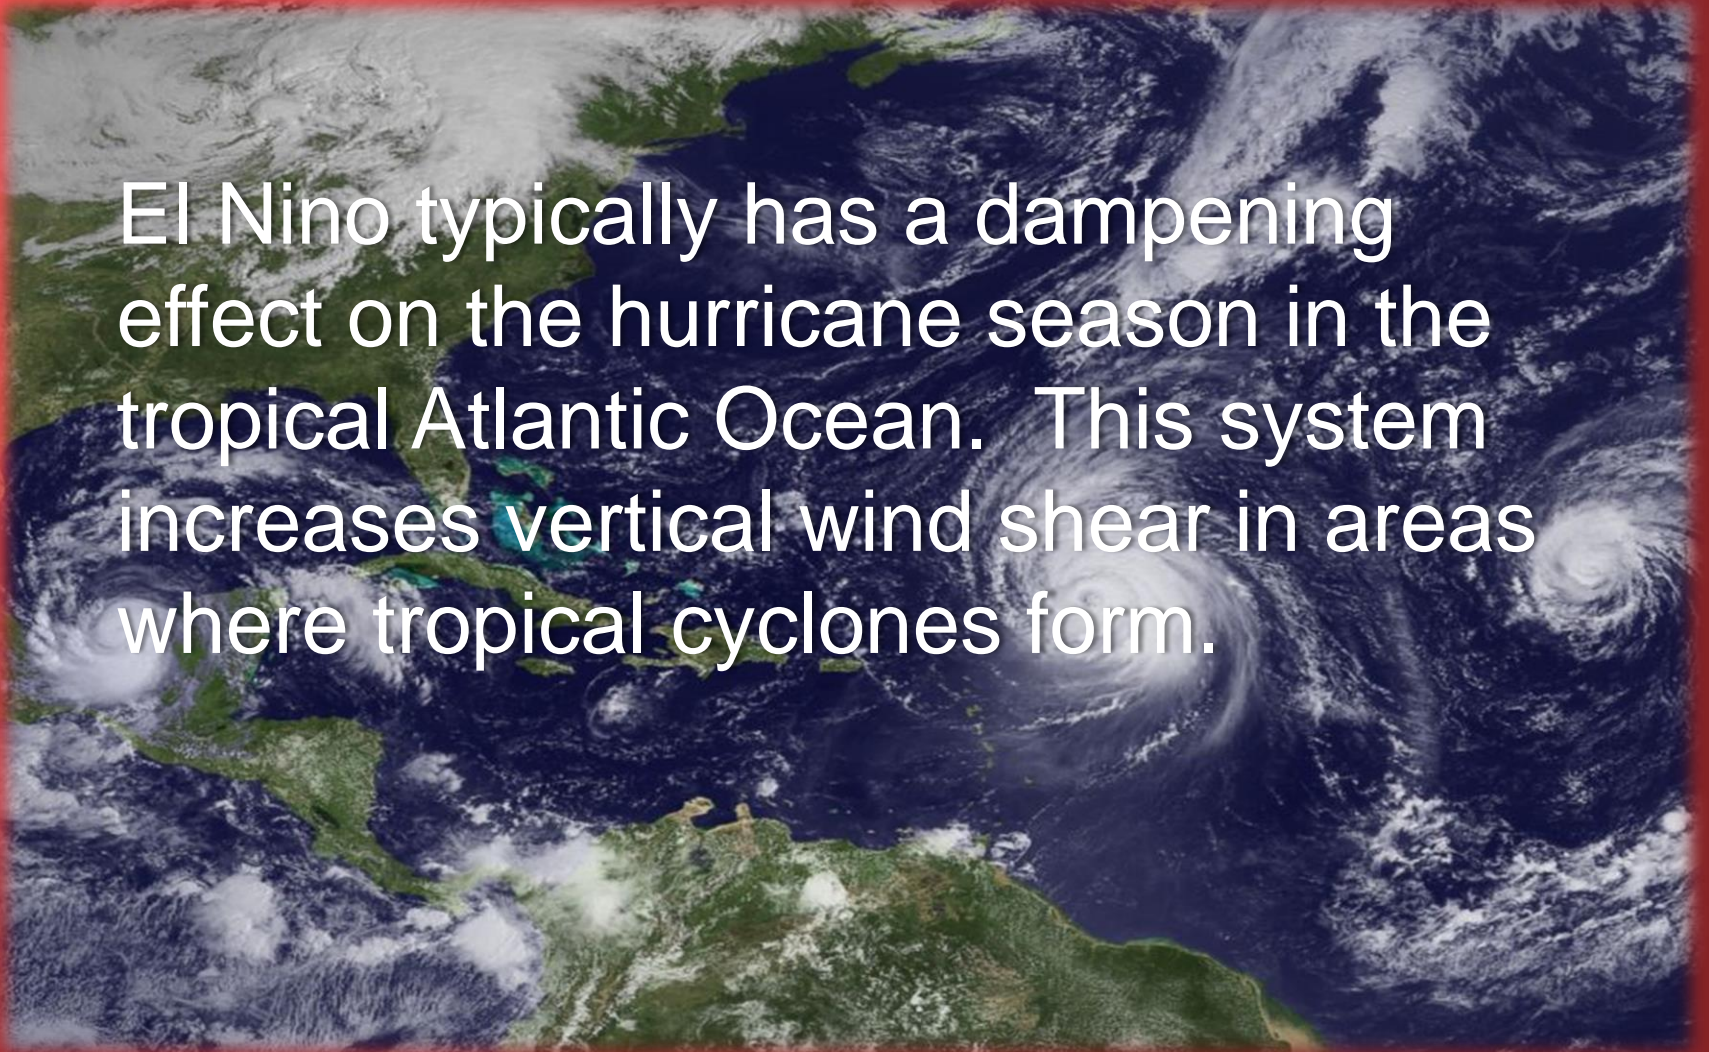 El Nino typically has a dampening
effect on the hurricane season in the
tropical Atlantic Ocean.  This system
increases vertical wind shear in areas
where tropical cyclones form.